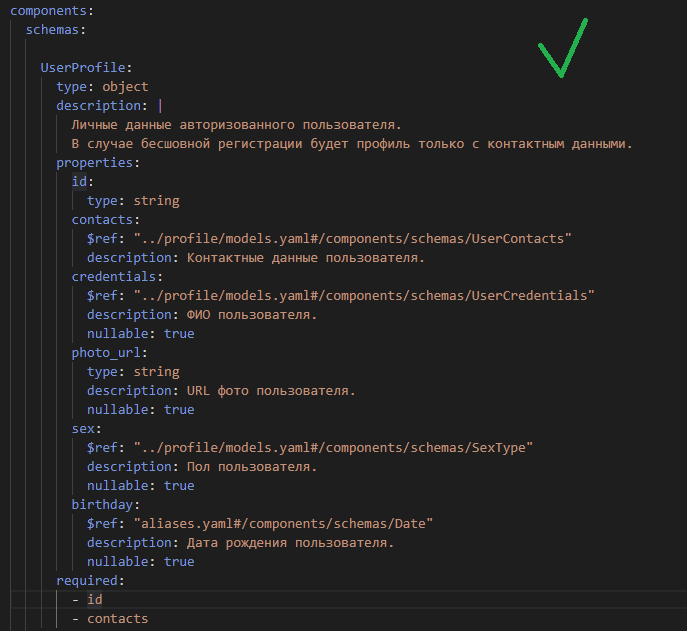 components:
  schemas:
    UserProfile:
      type: object
      description: |
        Личные данные авторизованного пользователя.
        В случае бесшовной регистрации будет профиль только с контактным данными.
      properties:
        id:
          type: string
        contacts:
          $ref: "../profile/models.yaml#/components/schemas/UserContacts"
          description: Контактные данные пользователя.
        credentials:
          $ref: "../profile/models.yaml#/components/schemas/UserCredentials"
          description: ФИО пользователя.
          nullable: true
        photo_url:
          type: string
          description: URL фото пользователя.
          nullable: true
        sex:
          $ref: "../profile/models.yaml#/components/schemas/SexType"
          description: Пол пользователя.
          nullable: true
        birthday:
          $ref: "aliases.yaml#/components/schemas/Date"
          description: Дата рождения пользователя.
          nullable: true
      required:
        - id
        - contacts